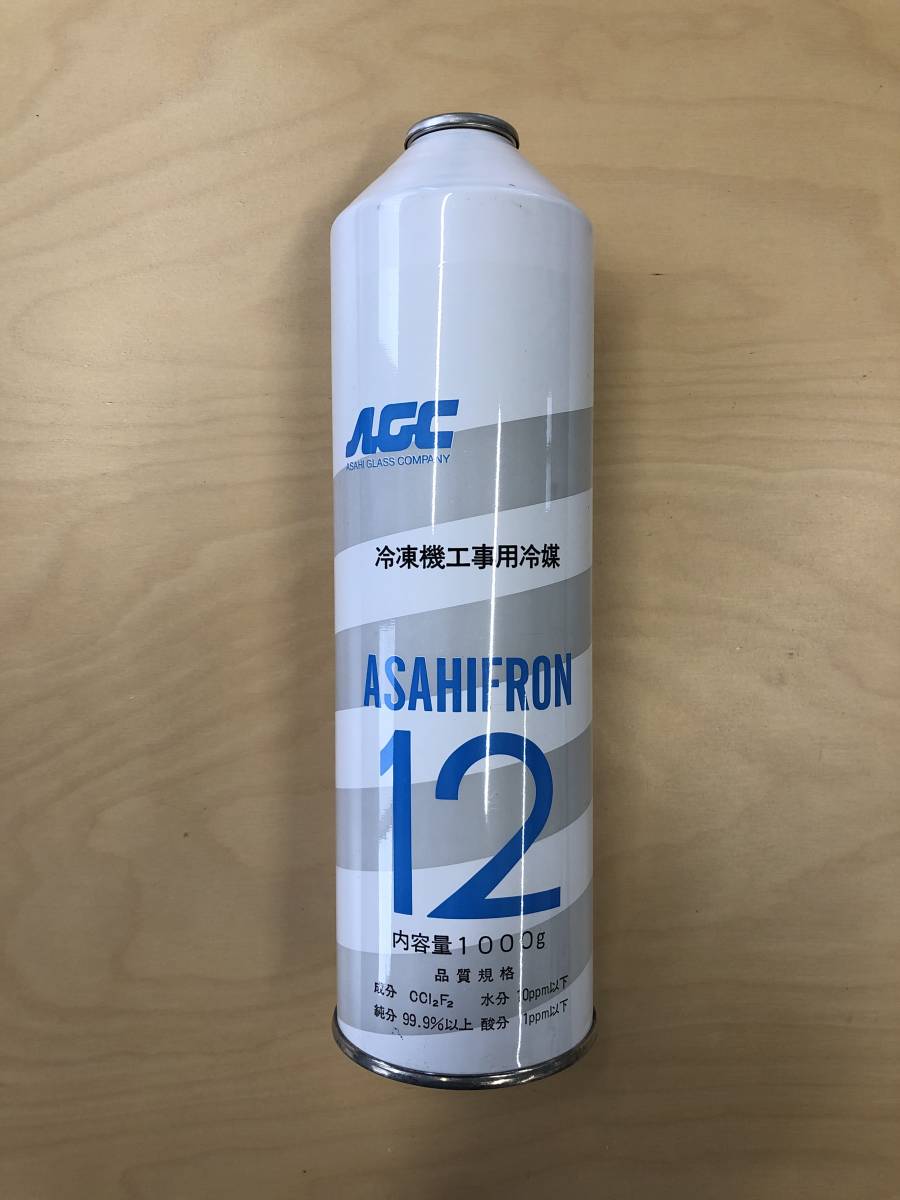 AGC
ASAHI GLASS COMPANY
冷凍機工事用冷媒
ASAHIFRON
12
内容量1000g
品質規格
成分 CCl₂F₂ 水分 10ppm以下
純分 99.9%以上 酸分 1ppm以下